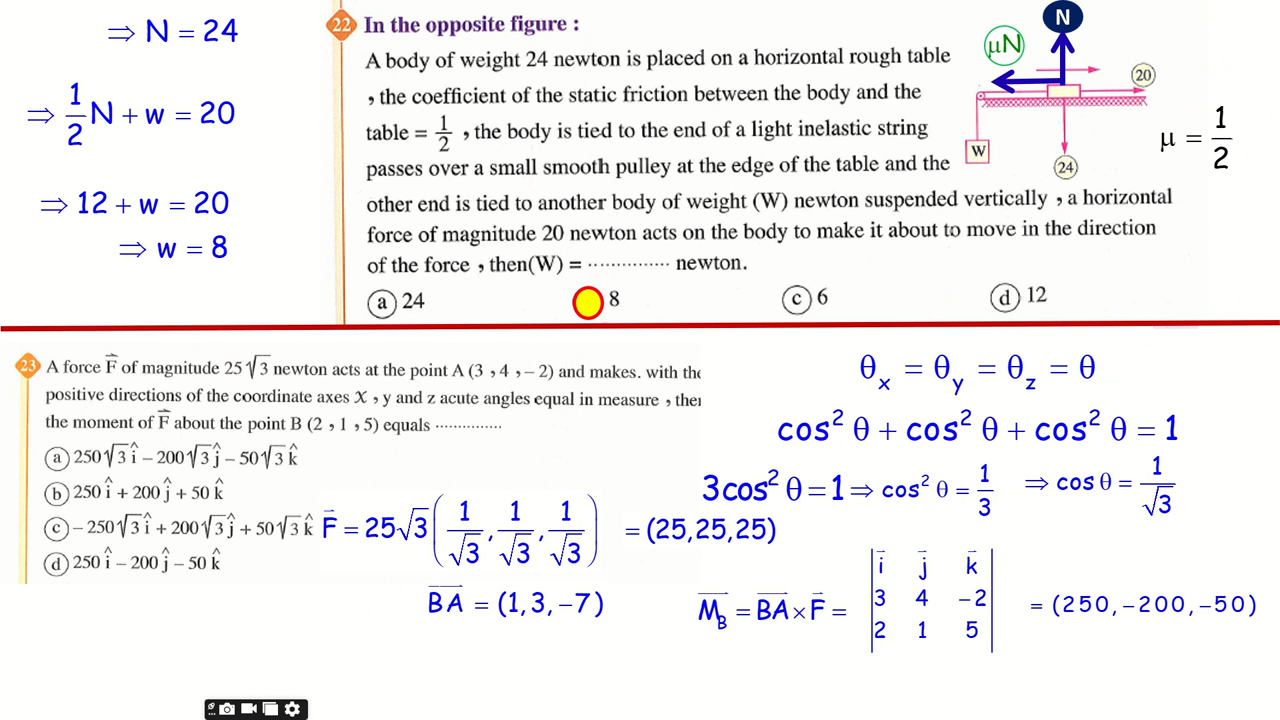 ⇒ N = 24
⇒ 1/2 N + w = 20
⇒ 12 + w = 20
⇒ w = 8
22 In the opposite figure :
A body of weight 24 newton is placed on a horizontal rough table
, the coefficient of the static friction between the body and the
table = 1/2 , the body is tied to the end of a light inelastic string
passes over a small smooth pulley at the edge of the table and the
other end is tied to another body of weight (W) newton suspended vertically , a horizontal
force of magnitude 20 newton acts on the body to make it about to move in the direction
of the force , then(W) = ·············· newton.
a 24
8
c 6
d 12
N
μN
20
W
24
μ = 1/2
23 A force F⃗ of magnitude 25√3 newton acts at the point A (3 , 4 , – 2) and makes. with the
positive directions of the coordinate axes X , y and z acute angles equal in measure , then
the moment of F⃗ about the point B (2 , 1 , 5) equals ··············
a 250√3 î – 200√3 ĵ – 50√3 k̂
b 250 î + 200 ĵ + 50 k̂
c – 250√3 î + 200√3 ĵ + 50√3 k̂
d 250 î – 200 ĵ – 50 k̂
θx = θy = θz = θ
cos² θ + cos² θ + cos² θ = 1
3cos² θ = 1 ⇒ cos² θ = 1/3 ⇒ cos θ = 1/√3
F⃗ = 25√3 (1/√3, 1/√3, 1/√3) = (25,25,25)
BA = (1, 3, −7)
M_B = BA × F =
i j k
3 4 −2
2 1 5
= (250, −200, −50)